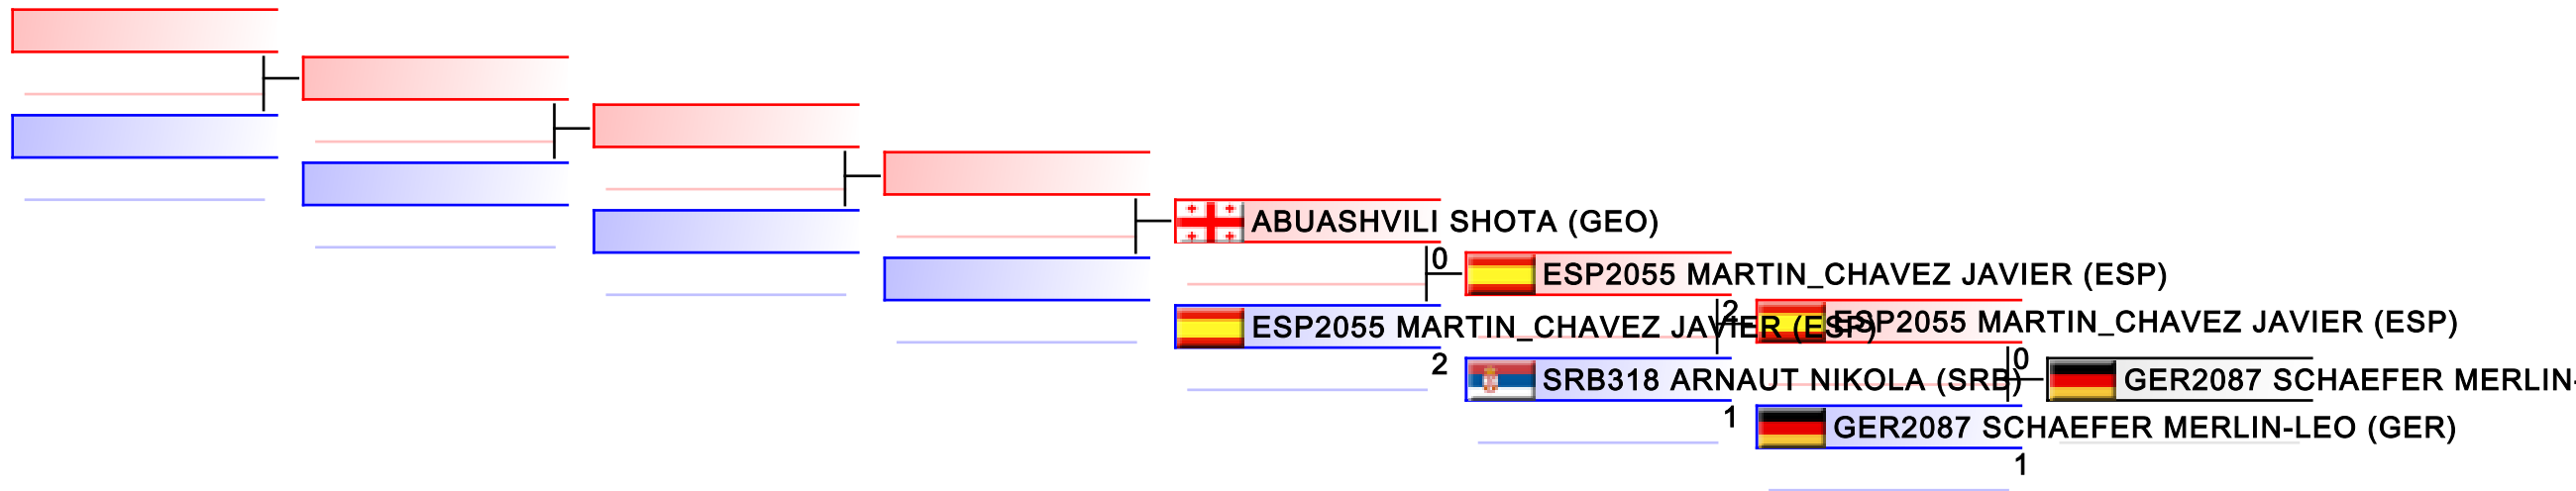 ABUASHVILI SHOTA (GEO)
0
ESP2055 MARTIN_CHAVEZ JAVIER (ESP)
ESP2055 MARTIN_CHAVEZ JAVIER (ESP)
2
2
ESP2055 MARTIN_CHAVEZ JAVIER (ESP)
SRB318 ARNAUT NIKOLA (SRB)
1
0
GER2087 SCHAEFER MERLIN-
GER2087 SCHAEFER MERLIN-LEO (GER)
1